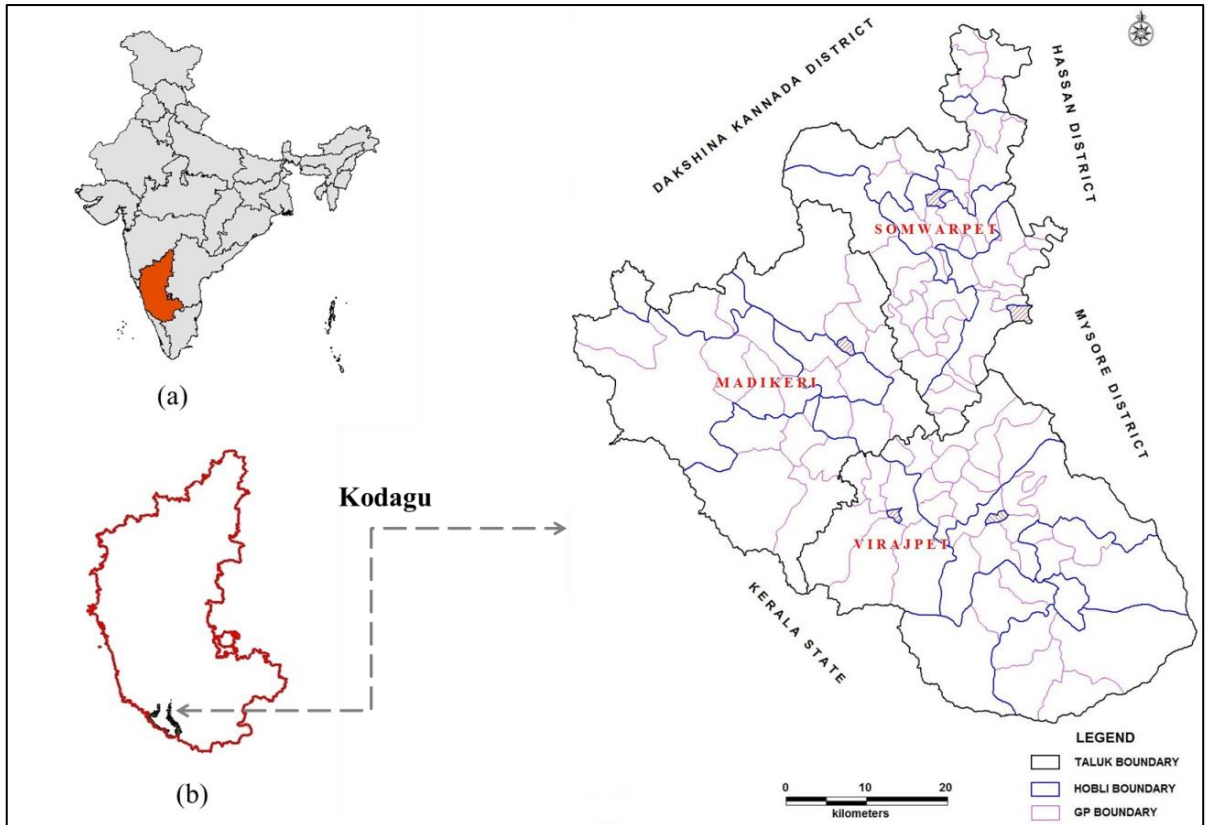 (a)
Kodagu
(b)
DAKSHINA KANNADA DISTRICT
HASSAN DISTRICT
SOMWARPET
MYSORE DISTRICT
MADIKERI
VIRAJPET
KERALA STATE
LEGEND
TALUK BOUNDARY
HOBLI BOUNDARY
GP BOUNDARY
0 10 20
kilometers